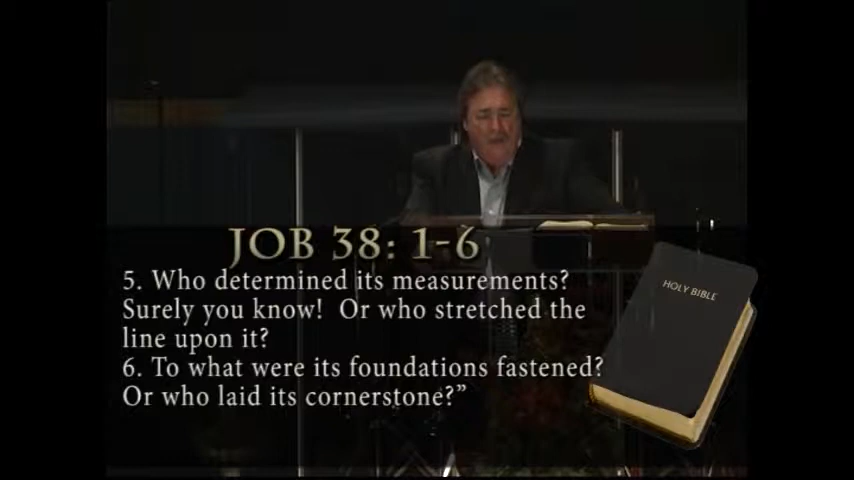 JOB 38: 1-6
5. Who determined its measurements?
Surely you know!  Or who stretched the
line upon it?
6. To what were its foundations fastened?
Or who laid its cornerstone?”
HOLY BIBLE